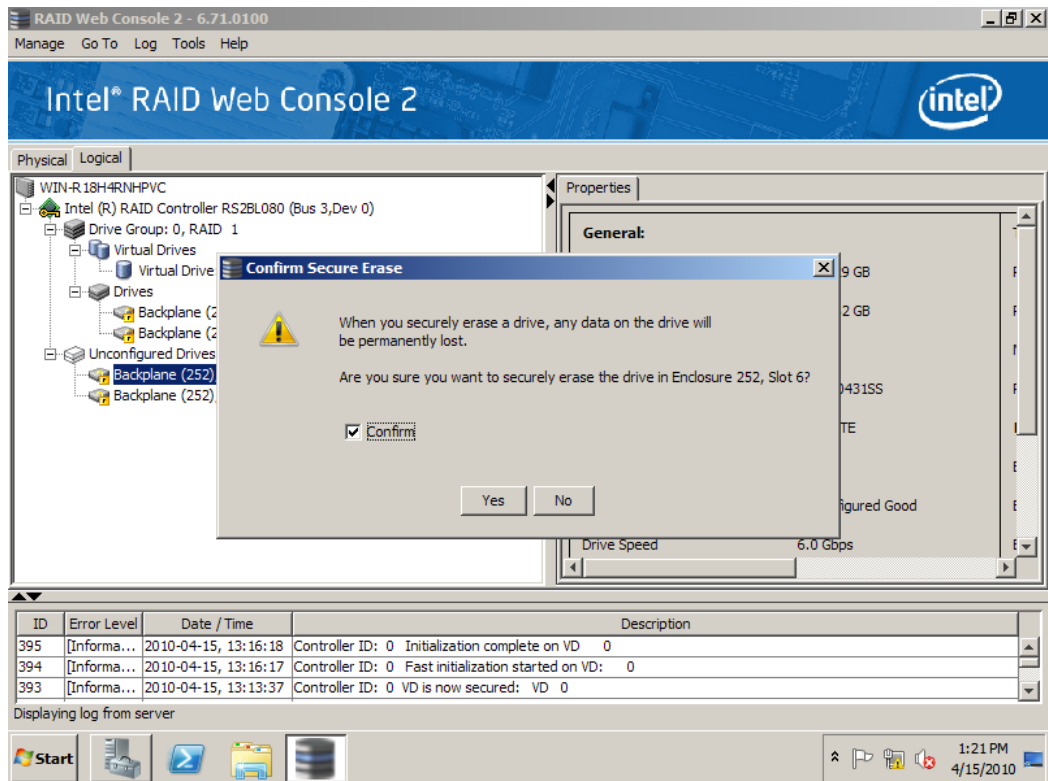 RAID Web Console 2 - 6.71.0100
Manage Go To Log Tools Help
Intel® RAID Web Console 2
intel
Physical Logical
WIN-R18H4RNHPVC
Intel (R) RAID Controller RS2BL080 (Bus 3,Dev 0)
Drive Group: 0, RAID 1
Virtual Drives
Virtual Drive
Drives
Backplane (2
Backplane (2
Unconfigured Drives
Backplane (252)
Backplane (252)
Properties
General:
9 GB
2 GB
0431SS
TE
figured Good
Drive Speed 6.0 Gbps
Confirm Secure Erase
When you securely erase a drive, any data on the drive will
be permanently lost.
Are you sure you want to securely erase the drive in Enclosure 252, Slot 6?
Confirm
Yes No
ID Error Level Date / Time Description
395 [Informa... 2010-04-15, 13:16:18 Controller ID: 0 Initialization complete on VD 0
394 [Informa... 2010-04-15, 13:16:17 Controller ID: 0 Fast initialization started on VD: 0
393 [Informa... 2010-04-15, 13:13:37 Controller ID: 0 VD is now secured: VD 0
Displaying log from server
Start
1:21 PM
4/15/2010